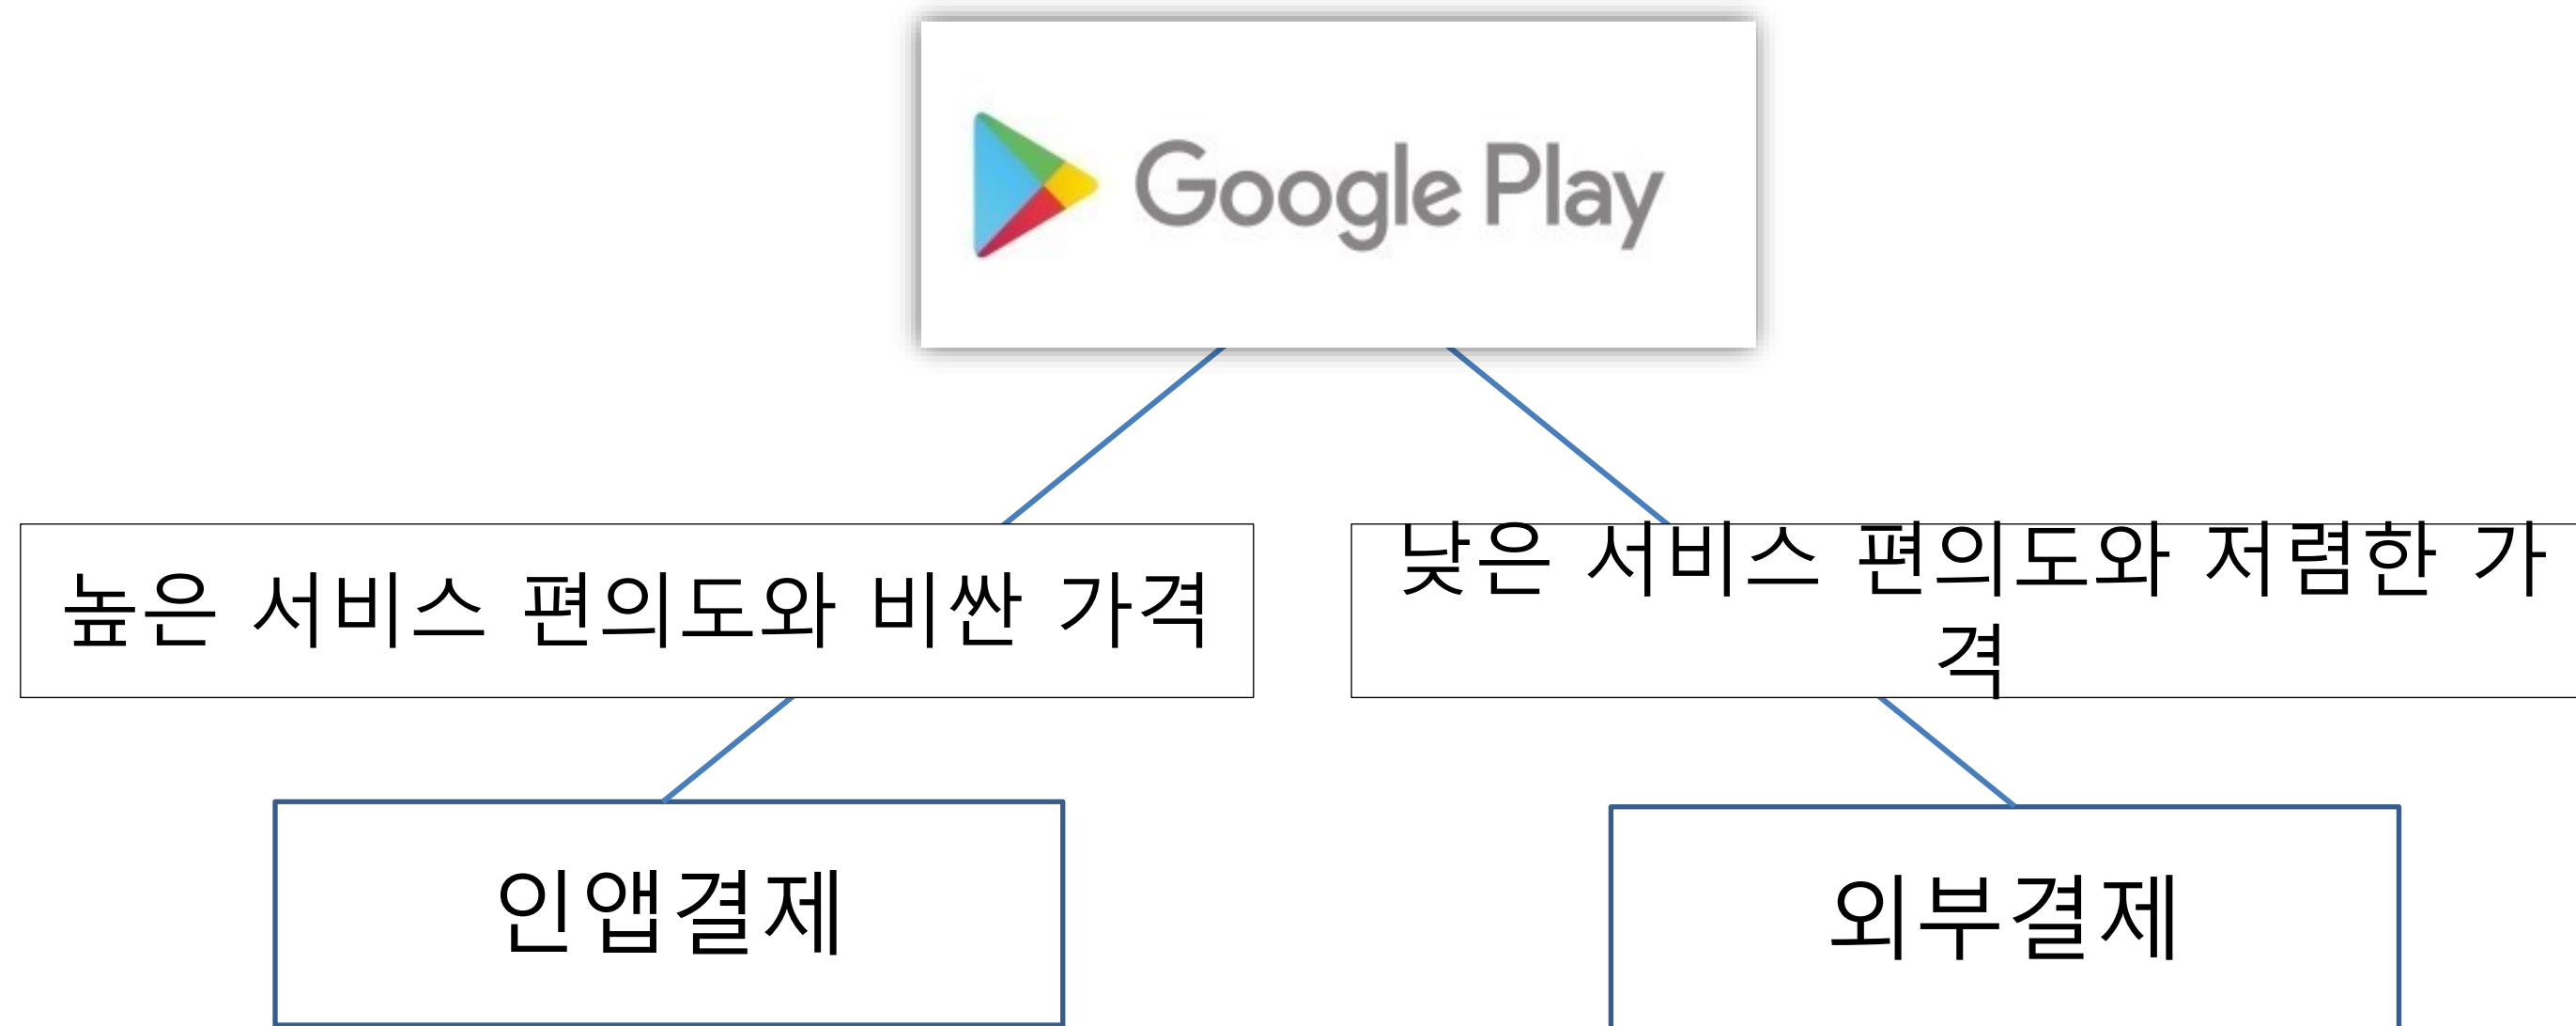 Google Play
높은 서비스 편의도와 비싼 가격
낮은 서비스 편의도와 저렴한 가
격
인앱결제
외부결제